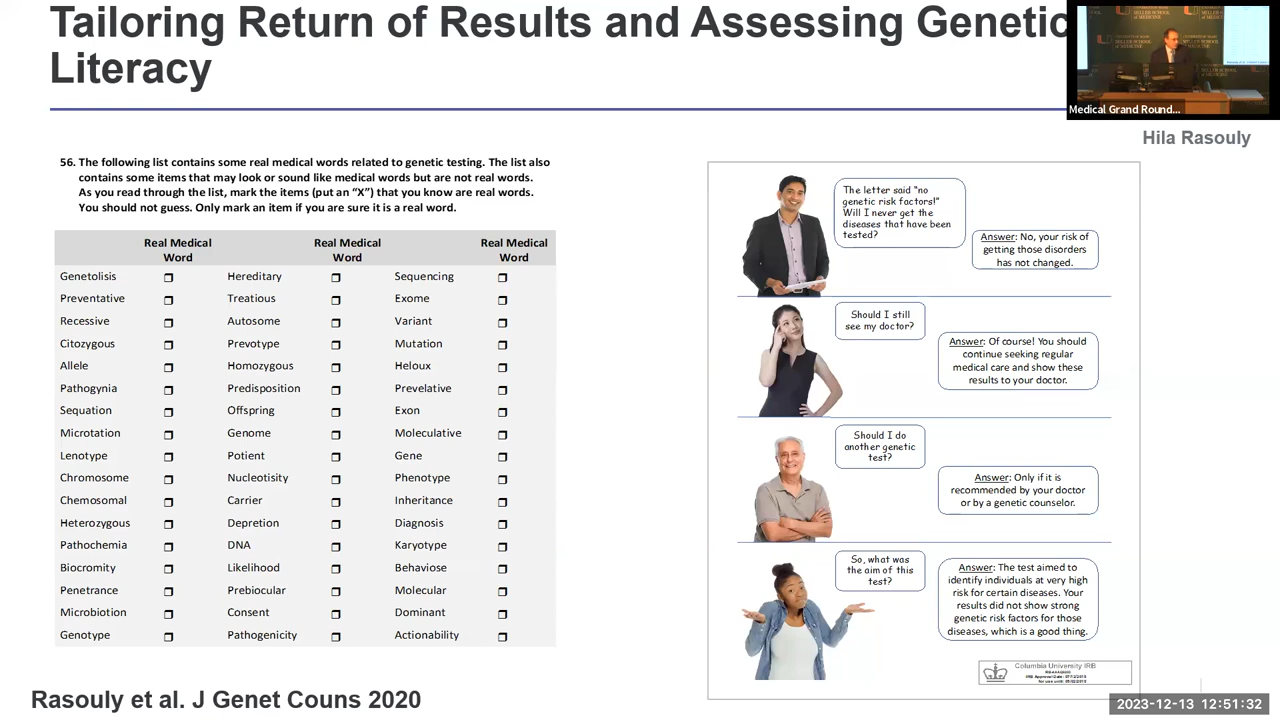 Tailoring Return of Results and Assessing Genetic
Literacy
Medical Grand Round...
Hila Rasouly
56. The following list contains some real medical words related to genetic testing. The list also
contains some items that may look or sound like medical words but are not real words.
As you read through the list, mark the items (put an “X”) that you know are real words.
You should not guess. Only mark an item if you are sure it is a real word.
Real Medical Word Real Medical Word Real Medical Word
Genetolisis Hereditary Sequencing
Preventative Treatious Exome
Recessive Autosome Variant
Citozygous Prevotype Mutation
Allele Homozygous Heloux
Pathogynia Predisposition Prevelative
Sequation Offspring Exon
Microtation Genome Moleculative
Lenotype Potient Gene
Chromosome Nucleotisity Phenotype
Chemosomal Carrier Inheritance
Heterozygous Depretion Diagnosis
Pathochemia DNA Karyotype
Biocromity Likelihood Behaviose
Penetrance Prebiocular Molecular
Microbiotion Consent Dominant
Genotype Pathogenicity Actionability
The letter said "no
genetic risk factors!"
Will I never get the
diseases that have been
tested?
Answer: No, your risk of
getting those disorders
has not changed.
Should I still
see my doctor?
Answer: Of course! You should
continue seeking regular
medical care and show these
results to your doctor.
Should I do
another genetic
test?
Answer: Only if it is
recommended by your doctor
or by a genetic counselor.
So, what was
the aim of this
test?
Answer: The test aimed to
identify individuals at very high
risk for certain diseases. Your
results did not show strong
genetic risk factors for those
diseases, which is a good thing.
Columbia University IRB
Rasouly et al. J Genet Couns 2020
2023-12-13 12:51:32